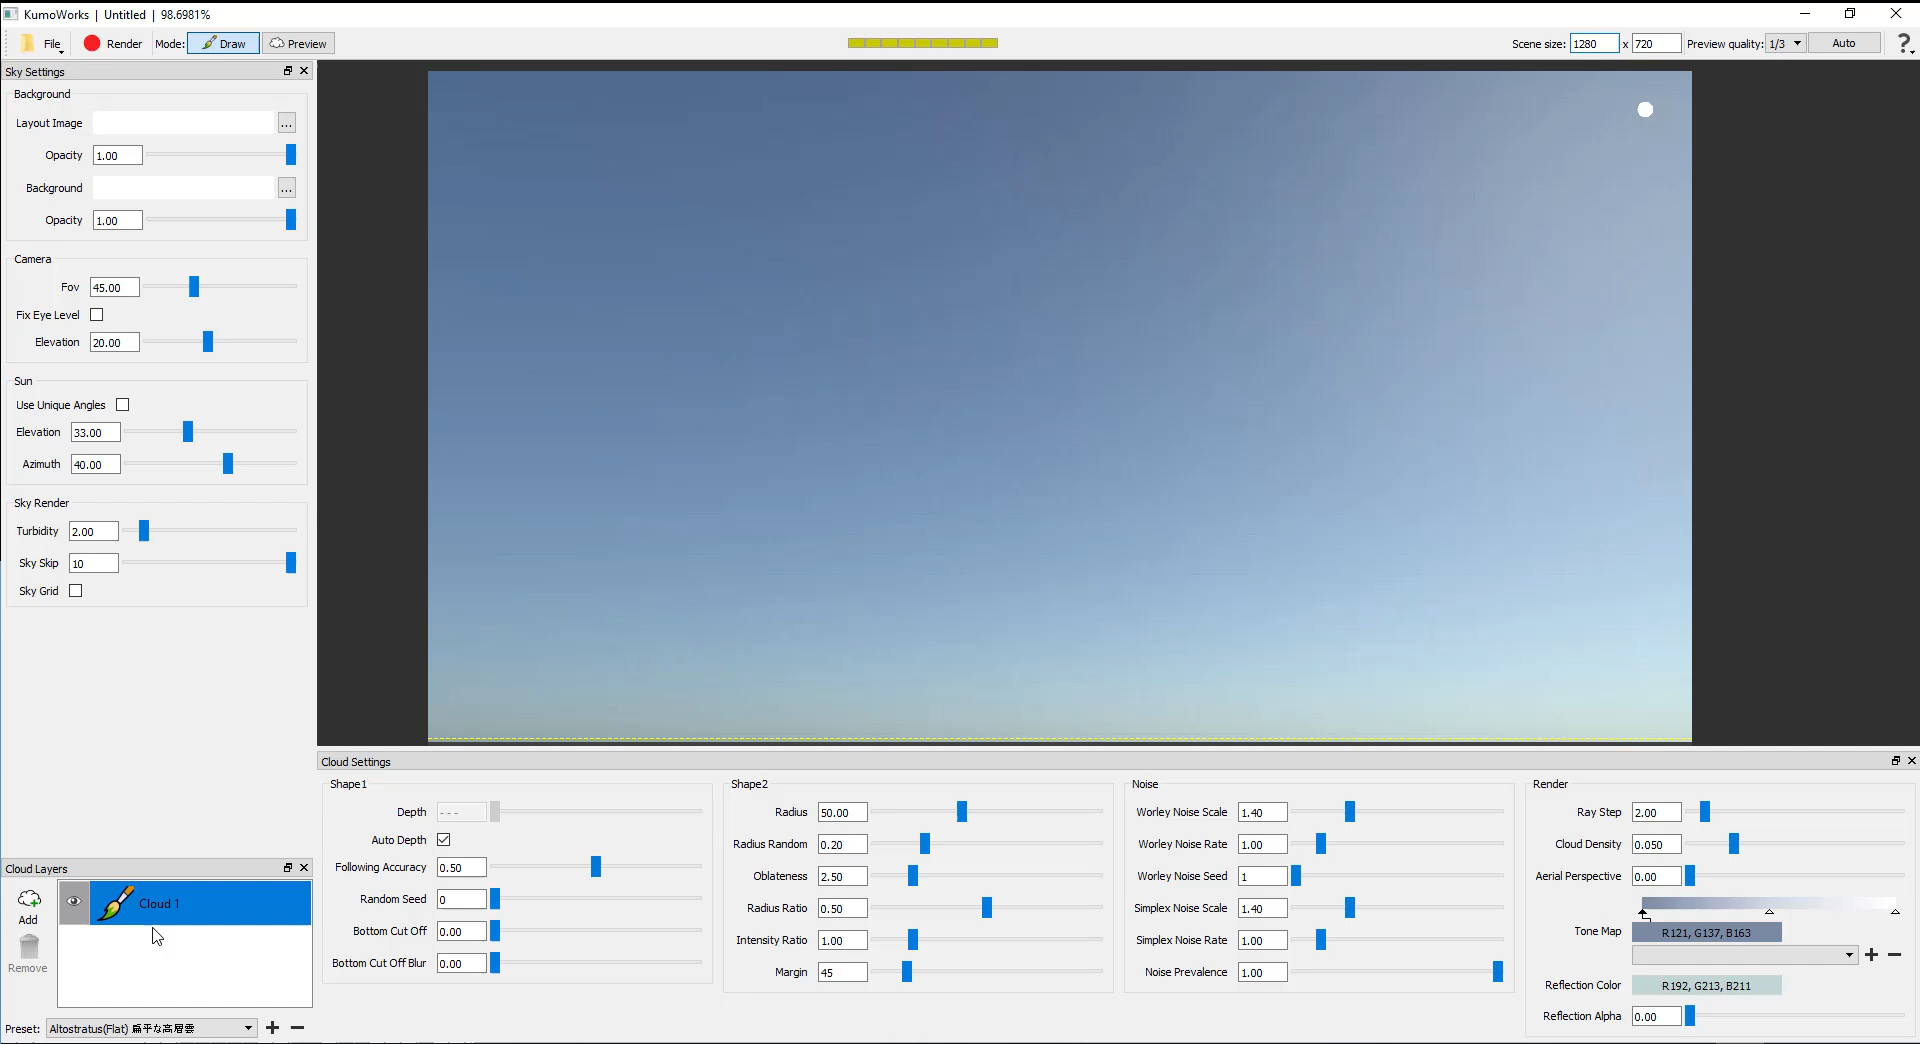 KumoWorks | Untitled | 98.6981%
File Render Mode: Draw Preview Scene size: 1280 x 720 Preview quality: 1/3 Auto ?
Sky Settings
Background
Layout Image ...
Opacity 1.00
Background ...
Opacity 1.00
Camera
Fov 45.00
Fix Eye Level
Elevation 20.00
Sun
Use Unique Angles
Elevation 33.00
Azimuth 40.00
Sky Render
Turbidity 2.00
Sky Skip 10
Sky Grid
Cloud Layers
Add
Remove
Cloud 1
Preset: Altostratus(Flat) 扁平な高層雲
Cloud Settings
Shape1
Depth ---
Auto Depth
Following Accuracy 0.50
Random Seed 0
Bottom Cut Off 0.00
Bottom Cut Off Blur 0.00
Shape2
Radius 50.00
Radius Random 0.20
Oblateness 2.50
Radius Ratio 0.50
Intensity Ratio 1.00
Margin 45
Noise
Worley Noise Scale 1.40
Worley Noise Rate 1.00
Worley Noise Seed 1
Simplex Noise Scale 1.40
Simplex Noise Rate 1.00
Noise Prevalence 1.00
Render
Ray Step 2.00
Cloud Density 0.050
Aerial Perspective 0.00
Tone Map R121, G137, B163
Reflection Color R192, G213, B211
Reflection Alpha 0.00